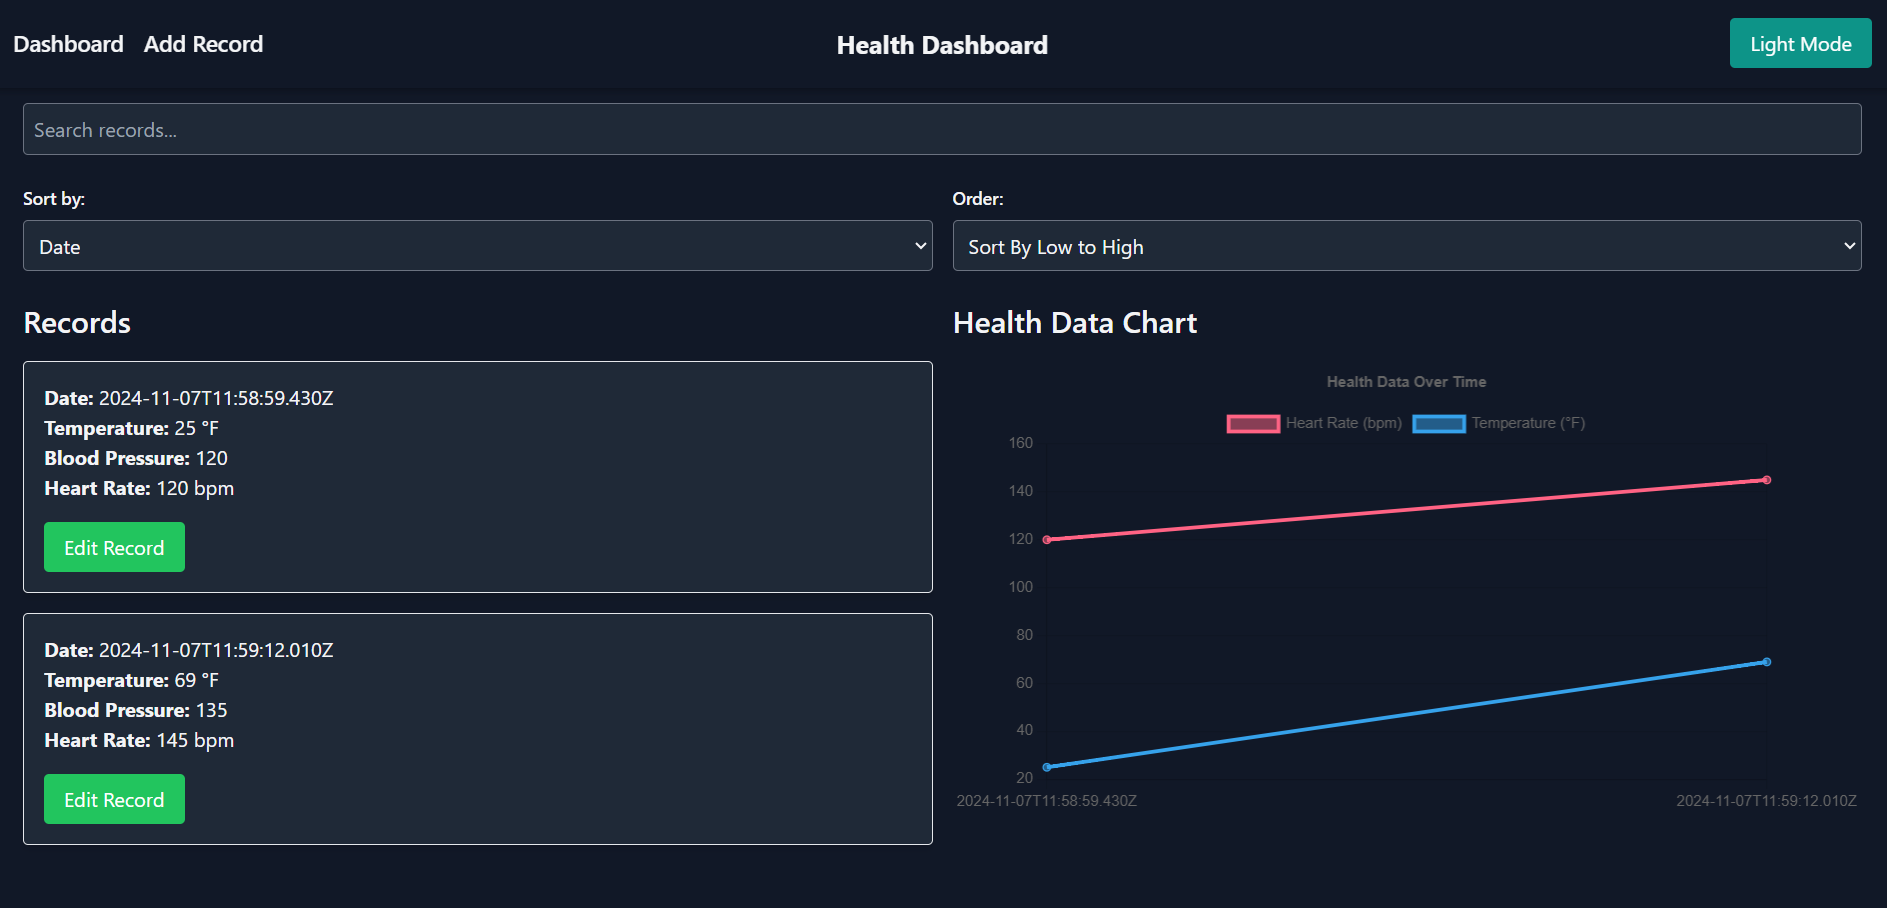 Dashboard Add Record
Health Dashboard
Light Mode
Search records...
Sort by:
Date
Order:
Sort By Low to High
Records
Date: 2024-11-07T11:58:59.430Z
Temperature: 25 °F
Blood Pressure: 120
Heart Rate: 120 bpm
Edit Record
Date: 2024-11-07T11:59:12.010Z
Temperature: 69 °F
Blood Pressure: 135
Heart Rate: 145 bpm
Edit Record
Health Data Chart
Health Data Over Time
Heart Rate (bpm) Temperature (°F)
160
140
120
100
80
60
40
20
2024-11-07T11:58:59.430Z 2024-11-07T11:59:12.010Z